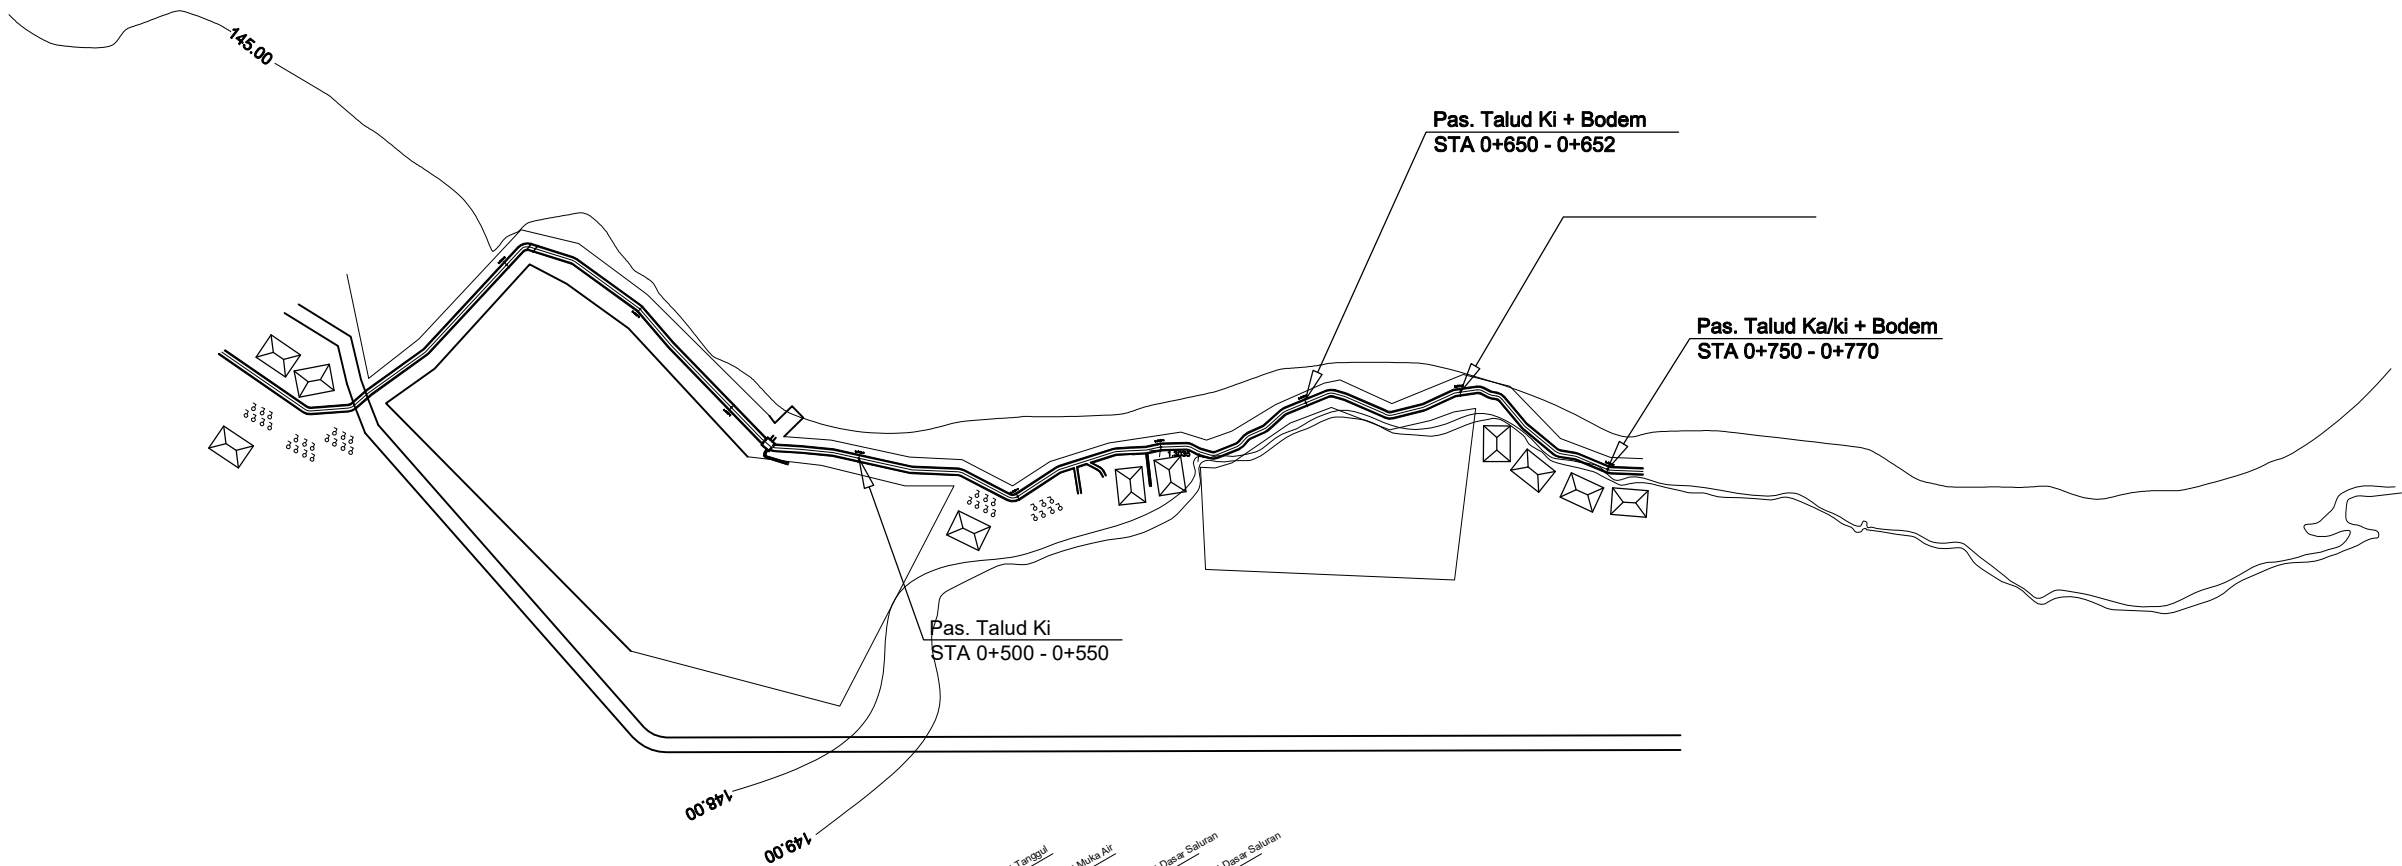 145.00
Pas. Talud Ki + Bodem
STA 0+650 - 0+652
Pas. Talud Ka/ki + Bodem
STA 0+750 - 0+770
Pas. Talud Ki
STA 0+500 - 0+550
148.00
149.00
Tanggul
Muka Air
Dasar Saluran
Dasar Saluran